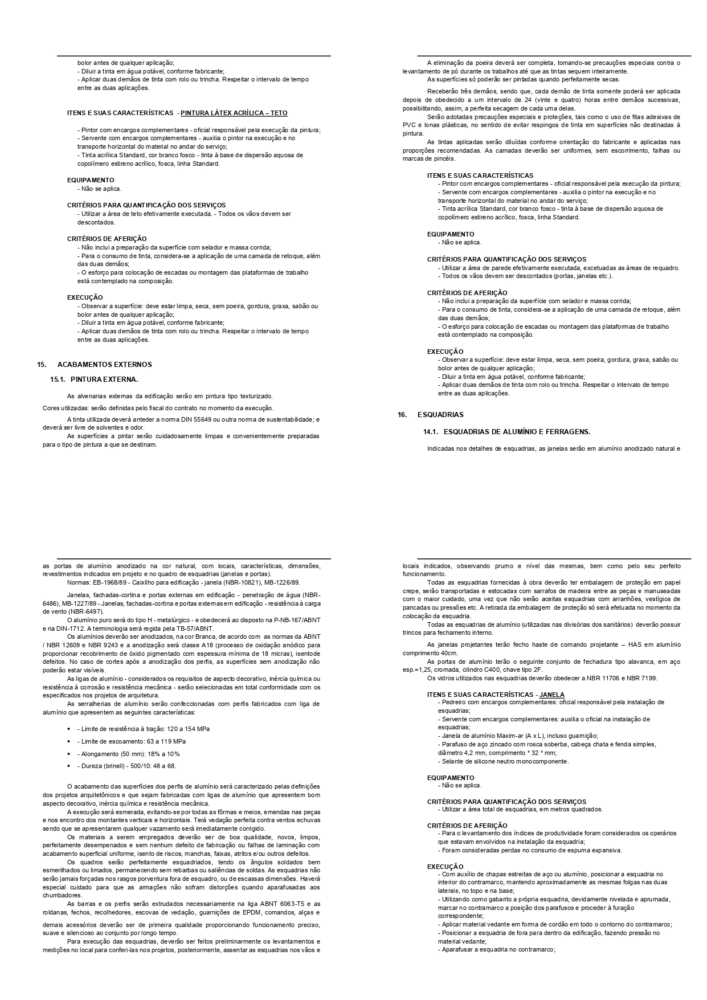 bolor antes de qualquer aplicação;
- Diluir a tinta em água potável, conforme fabricante;
- Aplicar duas demãos de tinta com rolo ou trincha. Respeitar o intervalo de tempo
entre as duas aplicações.
ITENS E SUAS CARACTERÍSTICAS - PINTURA LÁTEX ACRÍLICA – TETO
- Pintor com encargos complementares - oficial responsável pela execução da pintura;
- Servente com encargos complementares - auxilia o pintor na execução e no
transporte horizontal do material no andar do serviço;
- Tinta acrílica Standard, cor branco fosco - tinta à base de dispersão aquosa de
copolímero estireno acrílico, fosca, linha Standard.
EQUIPAMENTO
- Não se aplica.
CRITÉRIOS PARA QUANTIFICAÇÃO DOS SERVIÇOS
- Utilizar a área de teto efetivamente executada. - Todos os vãos devem ser
descontados.
CRITÉRIOS DE AFERIÇÃO
- Não inclui a preparação da superfície com selador e massa corrida;
- Para o consumo de tinta, considera-se a aplicação de uma camada de retoque, além
das duas demãos;
- O esforço para colocação de escadas ou montagem das plataformas de trabalho
está contemplado na composição.
EXECUÇÃO
- Observar a superfície: deve estar limpa, seca, sem poeira, gordura, graxa, sabão ou
bolor antes de qualquer aplicação;
- Diluir a tinta em água potável, conforme fabricante;
- Aplicar duas demãos de tinta com rolo ou trincha. Respeitar o intervalo de tempo
entre as duas aplicações.
15. ACABAMENTOS EXTERNOS
15.1. PINTURA EXTERNA.
As alvenarias externas da edificação serão em pintura tipo texturizado.
Cores utilizadas: serão definidas pelo fiscal do contrato no momento da execução.
A tinta utilizada deverá anteder a norma DIN 55649 ou outra norma de sustentabilidade; e
deverá ser livre de solventes e odor.
As superfícies a pintar serão cuidadosamente limpas e convenientemente preparadas
para o tipo de pintura a que se destinam.
A eliminação da poeira deverá ser completa, tomando-se precauções especiais contra o
levantamento de pó durante os trabalhos até que as tintas sequem inteiramente.
As superfícies só poderão ser pintadas quando perfeitamente secas.
Receberão três demãos, sendo que, cada demão de tinta somente poderá ser aplicada
depois de obedecido a um intervalo de 24 (vinte e quatro) horas entre demãos sucessivas,
possibilitando, assim, a perfeita secagem de cada uma delas.
Serão adotadas precauções especiais e proteções, tais como o uso de fitas adesivas de
PVC e lonas plásticas, no sentido de evitar respingos de tinta em superfícies não destinadas à
pintura.
As tintas aplicadas serão diluídas conforme orientação do fabricante e aplicadas nas
proporções recomendadas. As camadas deverão ser uniformes, sem escorrimento, falhas ou
marcas de pincéis.
ITENS E SUAS CARACTERÍSTICAS
- Pintor com encargos complementares - oficial responsável pela execução da pintura;
- Servente com encargos complementares - auxilia o pintor na execução e no
transporte horizontal do material no andar do serviço;
- Tinta acrílica Standard, cor branco fosco - tinta à base de dispersão aquosa de
copolímero estireno acrílico, fosca, linha Standard.
EQUIPAMENTO
- Não se aplica.
CRITÉRIOS PARA QUANTIFICAÇÃO DOS SERVIÇOS
- Utilizar a área de parede efetivamente executada, excetuadas as áreas de requadro.
- Todos os vãos devem ser descontados (portas, janelas etc.).
CRITÉRIOS DE AFERIÇÃO
- Não inclui a preparação da superfície com selador e massa corrida;
- Para o consumo de tinta, considera-se a aplicação de uma camada de retoque, além
das duas demãos;
- O esforço para colocação de escadas ou montagem das plataformas de trabalho
está contemplado na composição.
EXECUÇÃO
- Observar a superfície: deve estar limpa, seca, sem poeira, gordura, graxa, sabão ou
bolor antes de qualquer aplicação;
- Diluir a tinta em água potável, conforme fabricante;
- Aplicar duas demãos de tinta com rolo ou trincha. Respeitar o intervalo de tempo
entre as duas aplicações.
16. ESQUADRIAS
14.1. ESQUADRIAS DE ALUMÍNIO E FERRAGENS.
Indicadas nos detalhes de esquadrias, as janelas serão em alumínio anodizado natural e
as portas de alumínio anodizado na cor natural, com locais, características, dimensões,
revestimentos indicados em projeto e no quadro de esquadrias (janelas e portas).
Normas: EB-1968/89 - Caixilho para edificação - janela (NBR-10821), MB-1226/89.
Janelas, fachadas-cortina e portas externas em edificação - penetração de água (NBR-
6486), MB-1227/89 - Janelas, fachadas-cortina e portas externas em edificação - resistência à carga
de vento (NBR-6497).
O alumínio puro será do tipo H - metalúrgico - e obedecerá ao disposto na P-NB-167/ABNT
e na DIN-1712. A terminologia será regida pela TB-57/ABNT.
Os alumínios deverão ser anodizados, na cor Branca, de acordo com as normas da ABNT
/ NBR 12609 e NBR 9243 e a anodização será classe A18 (processo de oxidação anódico para
proporcionar recobrimento de óxido pigmentado com espessura mínima de 18 micras), isentode
defeitos. No caso de cortes após a anodização dos perfis, as superfícies sem anodização não
poderão estar visíveis.
As ligas de alumínio - considerados os requisitos de aspecto decorativo, inércia química ou
resistência à corrosão e resistência mecânica - serão selecionadas em total conformidade com os
especificados nos projetos de arquitetura.
As serralherias de alumínio serão confeccionadas com perfis fabricados com liga de
alumínio que apresentem as seguintes características:
• - Limite de resistência à tração: 120 a 154 MPa
• - Limite de escoamento: 63 a 119 MPa
• - Alongamento (50 mm): 18% a 10%
• - Dureza (brinell) - 500/10: 48 a 68.
O acabamento das superfícies dos perfis de alumínio será caracterizado pelas definições
dos projetos arquitetônicos e que sejam fabricadas com ligas de alumínio que apresentem bom
aspecto decorativo, inércia química e resistência mecânica.
A execução será esmerada, evitando-se por todas as fôrmas e meios, emendas nas peças
e nos encontro dos montantes verticais e horizontais. Terá vedação perfeita contra ventos echuvas
sendo que se apresentarem qualquer vazamento será imediatamente corrigido.
Os materiais a serem empregados deverão ser de boa qualidade, novos, limpos,
perfeitamente desempenados e sem nenhum defeito de fabricação ou falhas de laminação com
acabamento superficial uniforme, isento de riscos, manchas, faixas, atritos e/ou outros defeitos.
Os quadros serão perfeitamente esquadriados, tendo os ângulos soldados bem
esmerilhados ou limados, permanecendo sem rebarbas ou saliências de soldas. As esquadrias não
serão jamais forçadas nos rasgos porventura fora de esquadro, ou de escassas dimensões. Haverá
especial cuidado para que as armações não sofram distorções quando aparafusadas aos
chumbadores.
As barras e os perfis serão extrudados necessariamente na liga ABNT 6063-T5 e as
roldanas, fechos, recolhedores, escovas de vedação, guarnições de EPDM, comandos, alças e
demais acessórios deverão ser de primeira qualidade proporcionando funcionamento preciso,
suave e silencioso ao conjunto por longo tempo.
Para execução das esquadrias, deverão ser feitos preliminarmente os levantamentos e
medições no local para conferi-las nos projetos, posteriormente, assentar as esquadrias nos vãos e
locais indicados, observando prumo e nível das mesmas, bem como pelo seu perfeito
funcionamento.
Todas as esquadrias fornecidas à obra deverão ter embalagem de proteção em papel
crepe, serão transportadas e estocadas com sarrafos de madeira entre as peças e manuseadas
com o maior cuidado, uma vez que não serão aceitas esquadrias com arranhões, vestígios de
pancadas ou pressões etc. A retirada da embalagem de proteção só será efetuada no momento da
colocação da esquadria.
Todas as esquadrias de alumínio (utilizadas nas divisórias dos sanitários) deverão possuir
trincos para fechamento interno.
As janelas projetantes terão fecho haste de comando projetante – HAS em alumínio
comprimento 40cm.
As portas de alumínio terão o seguinte conjunto de fechadura tipo alavanca, em aço
esp.=1,25, cromada, cilindro C400, chave tipo 2F.
Os vidros utilizados nas esquadrias deverão obedecer a NBR 11706 e NBR 7199.
ITENS E SUAS CARACTERÍSTICAS - JANELA
- Pedreiro com encargos complementares: oficial responsável pela instalação de
esquadrias;
- Servente com encargos complementares: auxilia o oficial na instalação de
esquadrias;
- Janela de alumínio Maxim-ar (A x L), incluso guarnição;
- Parafuso de aço zincado com rosca soberba, cabeça chata e fenda simples,
diâmetro 4,2 mm, comprimento * 32 * mm;
- Selante de silicone neutro monocomponente.
EQUIPAMENTO
- Não se aplica.
CRITÉRIOS PARA QUANTIFICAÇÃO DOS SERVIÇOS
- Utilizar a área total de esquadrias, em metros quadrados.
CRITÉRIOS DE AFERIÇÃO
- Para o levantamento dos índices de produtividade foram considerados os operários
que estavam envolvidos na instalação da esquadria;
- Foram consideradas perdas no consumo de espuma expansiva.
EXECUÇÃO
- Com auxílio de chapas estreitas de aço ou alumínio, posicionar a esquadria no
interior do contramarco, mantendo aproximadamente as mesmas folgas nas duas
laterais, no topo e na base;
- Utilizando como gabarito a própria esquadria, devidamente nivelada e aprumada,
marcar no contramarco a posição dos parafusos e proceder à furação
correspondente;
- Aplicar material vedante em forma de cordão em todo o contorno do contramarco;
- Posicionar a esquadria de fora para dentro da edificação, fazendo pressão no
material vedante;
- Aparafusar a esquadria no contramarco;